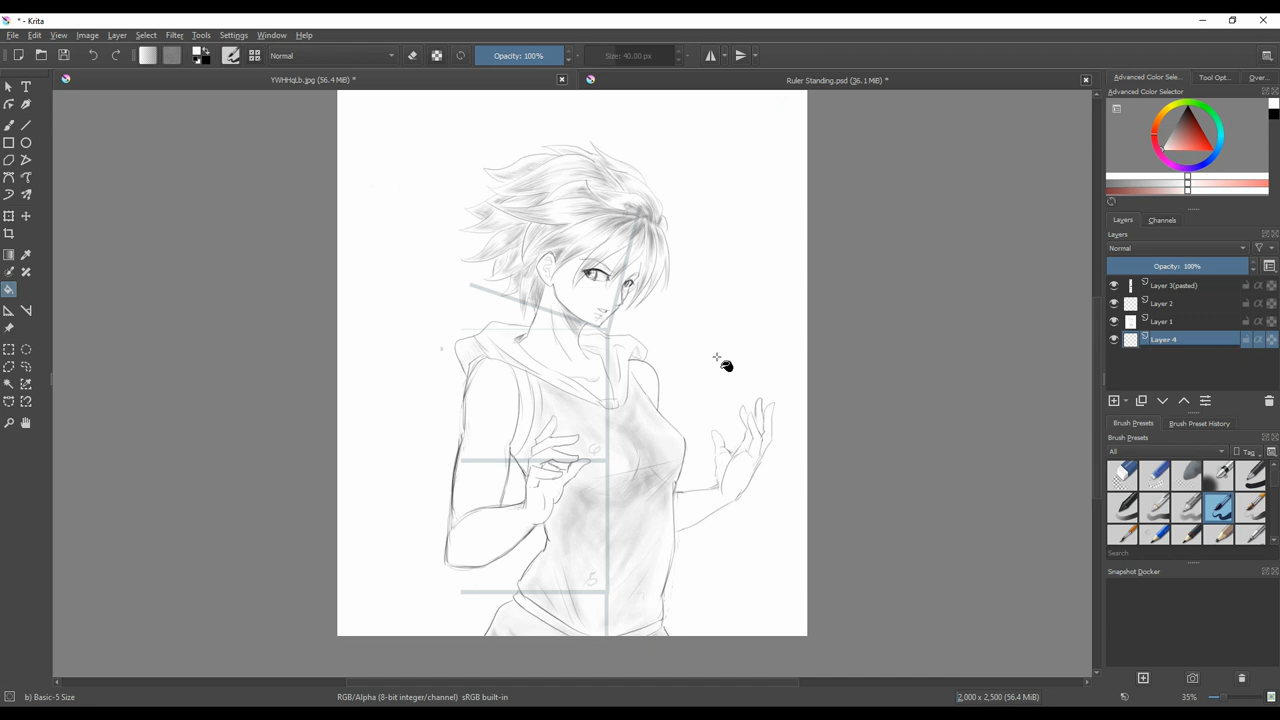 * - Krita
File Edit View Image Layer Select Filter Tools Settings Window Help
Normal Opacity: 100% Size: 40.00 px
YWHHqLb.jpg (56.4 MiB) * Ruler Standing.psd (36.1 MiB) *
Advanced Color Sele... Tool Opt... Over...
Advanced Color Selector
Layers Channels
Layers
Normal
Opacity: 100%
Layer 3(pasted)
Layer 2
Layer 1
Layer 4
Brush Presets Brush Preset History
Brush Presets
All Tag
Search
Snapshot Docker
6
5
b) Basic-5 Size RGB/Alpha (8-bit integer/channel) sRGB built-in 2,000 x 2,500 (56.4 MiB) 35%